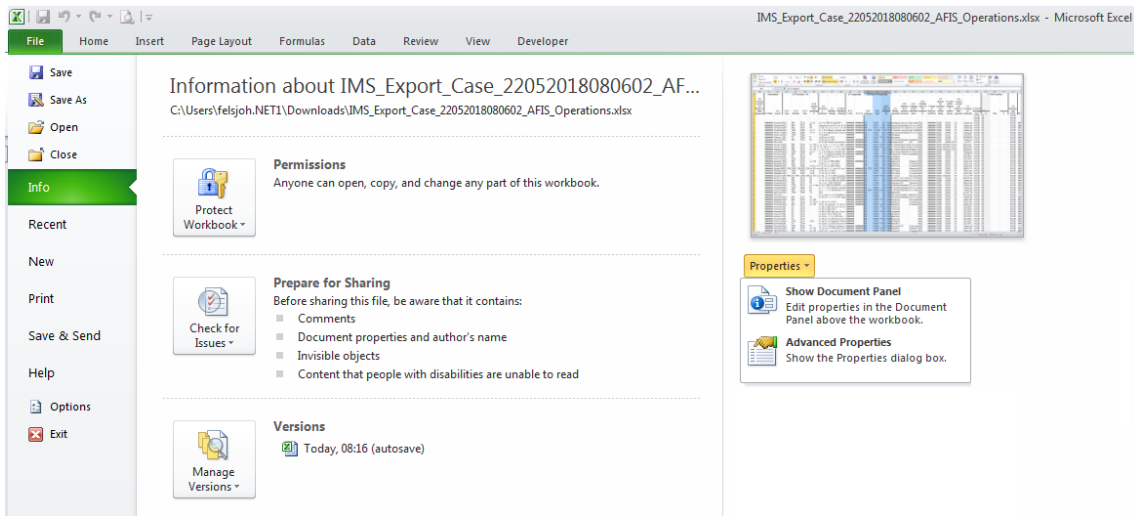 IMS_Export_Case_22052018080602_AFIS_Operations.xlsx - Microsoft Excel
File Home Insert Page Layout Formulas Data Review View Developer
Save
Save As
Open
Close
Info
Recent
New
Print
Save & Send
Help
Options
Exit
Information about IMS_Export_Case_22052018080602_AF...
C:\Users\felsjoh.NET1\Downloads\IMS_Export_Case_22052018080602_AFIS_Operations.xlsx
Protect
Workbook
Permissions
Anyone can open, copy, and change any part of this workbook.
Check for
Issues
Prepare for Sharing
Before sharing this file, be aware that it contains:
Comments
Document properties and author's name
Invisible objects
Content that people with disabilities are unable to read
Manage
Versions
Versions
Today, 08:16 (autosave)
Properties
Show Document Panel
Edit properties in the Document
Panel above the workbook.
Advanced Properties
Show the Properties dialog box.